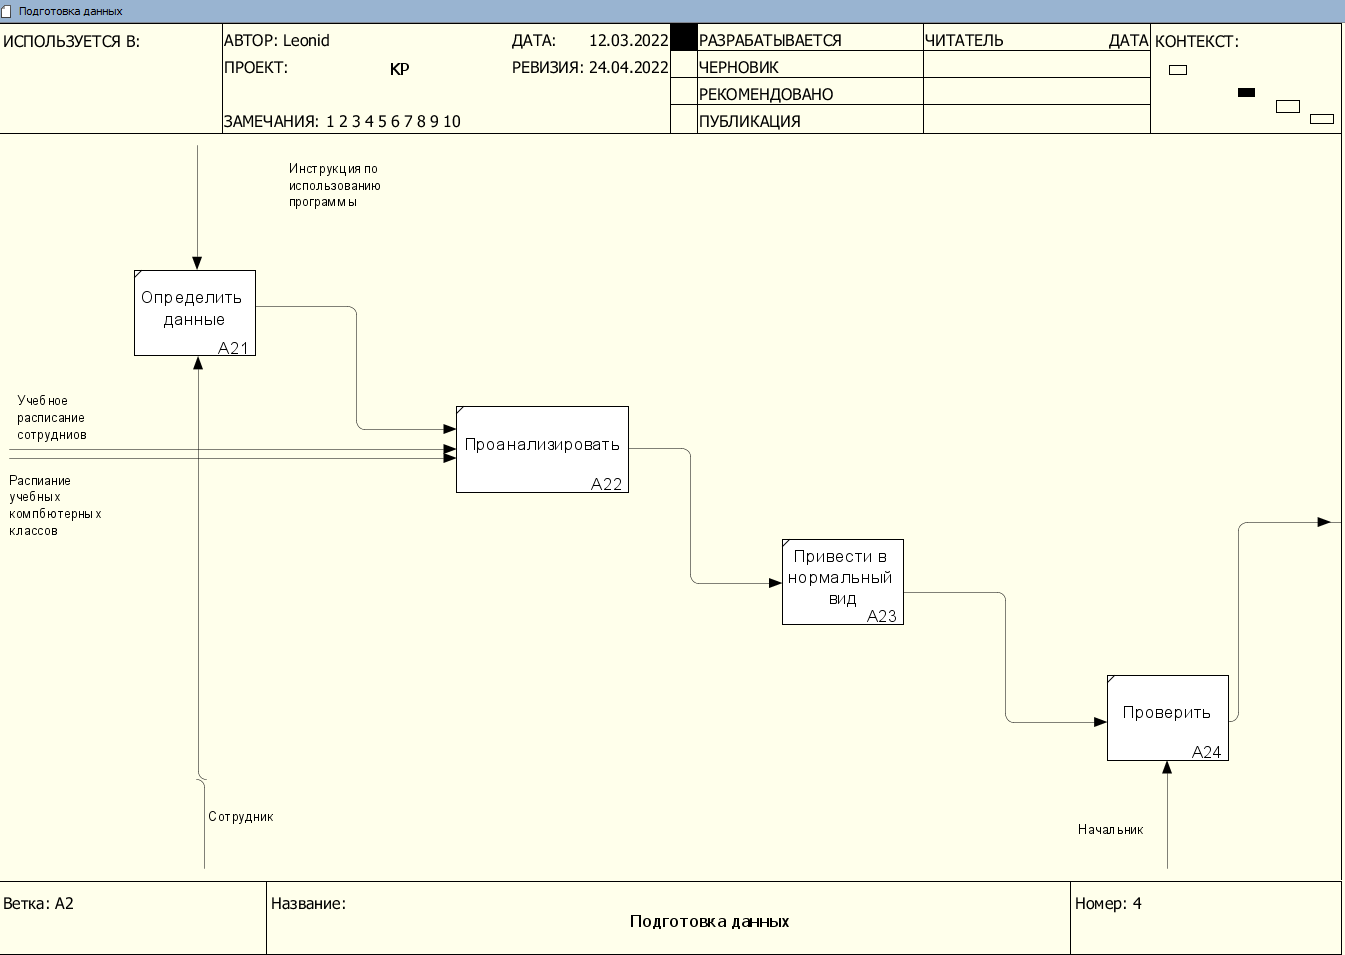 Подготовка данных
ИСПОЛЬЗУЕТСЯ В:
АВТОР: Leonid
ДАТА: 12.03.2022
ПРОЕКТ: KP
РЕВИЗИЯ: 24.04.2022
ЗАМЕЧАНИЯ: 1 2 3 4 5 6 7 8 9 10
РАЗРАБАТЫВАЕТСЯ
ЧЕРНОВИК
РЕКОМЕНДОВАНО
ПУБЛИКАЦИЯ
ЧИТАТЕЛЬ
ДАТА
КОНТЕКСТ:
Инструкция по
использованию
программы
Определить
данные
A21
Учебное
расписание
сотрудниов
Распиание
учебных
компбютерных
классов
Проанализировать
A22
Привести в
нормальный
вид
A23
Проверить
A24
Сотрудник
Начальник
Ветка: A2
Название:
Подготовка данных
Номер: 4